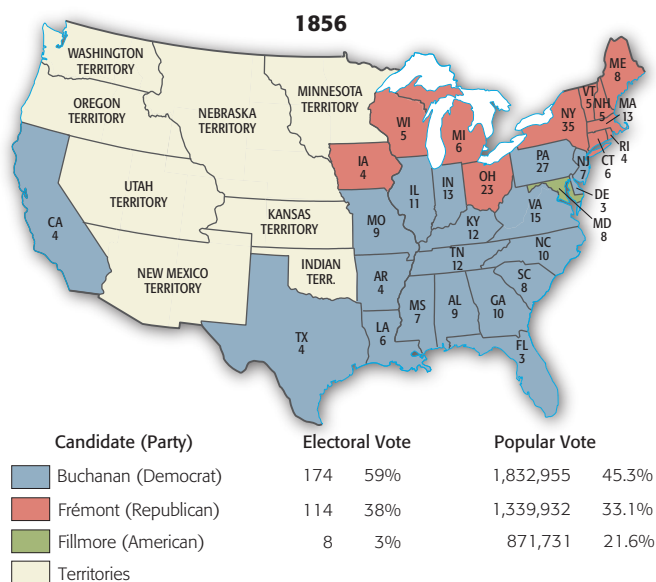 1856
WASHINGTON
TERRITORY
OREGON
TERRITORY
NEBRASKA
TERRITORY
MINNESOTA
TERRITORY
UTAH
TERRITORY
KANSAS
TERRITORY
NEW MEXICO
TERRITORY
INDIAN
TERR.
CA
4
TX
4
WI
5
MI
6
IA
4
OH
23
NY
35
VT
5
NH
5
ME
8
MA
13
RI
4
CT
6
PA
27
NJ
7
DE
3
MD
8
VA
15
IL
11
IN
13
MO
9
KY
12
TN
12
NC
10
SC
8
AR
4
MS
7
AL
9
GA
10
LA
6
FL
3
Candidate (Party) Electoral Vote Popular Vote
Buchanan (Democrat) 174 59% 1,832,955 45.3%
Frémont (Republican) 114 38% 1,339,932 33.1%
Fillmore (American) 8 3% 871,731 21.6%
Territories